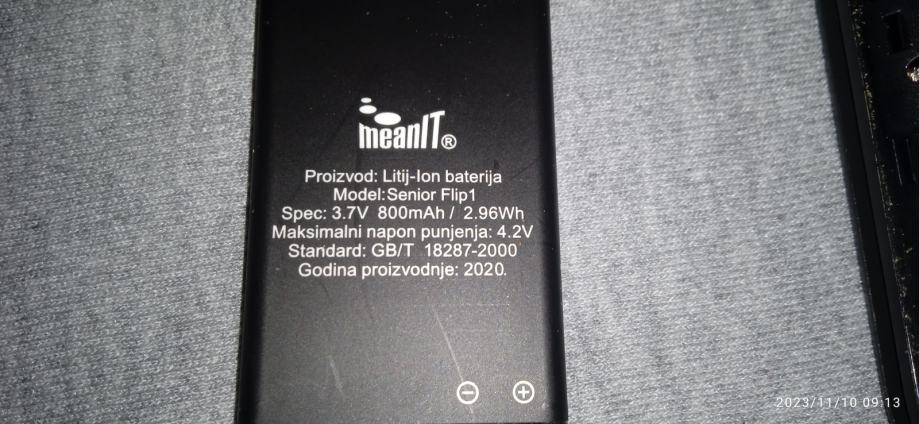 meanIT®
Proizvod: Litij-Ion baterija
Model:Senior Flip1
Spec: 3.7V 800mAh / 2.96Wh
Maksimalni napon punjenja: 4.2V
Standard: GB/T 18287-2000
Godina proizvodnje: 2020.
- +
2023/11/10 09:13